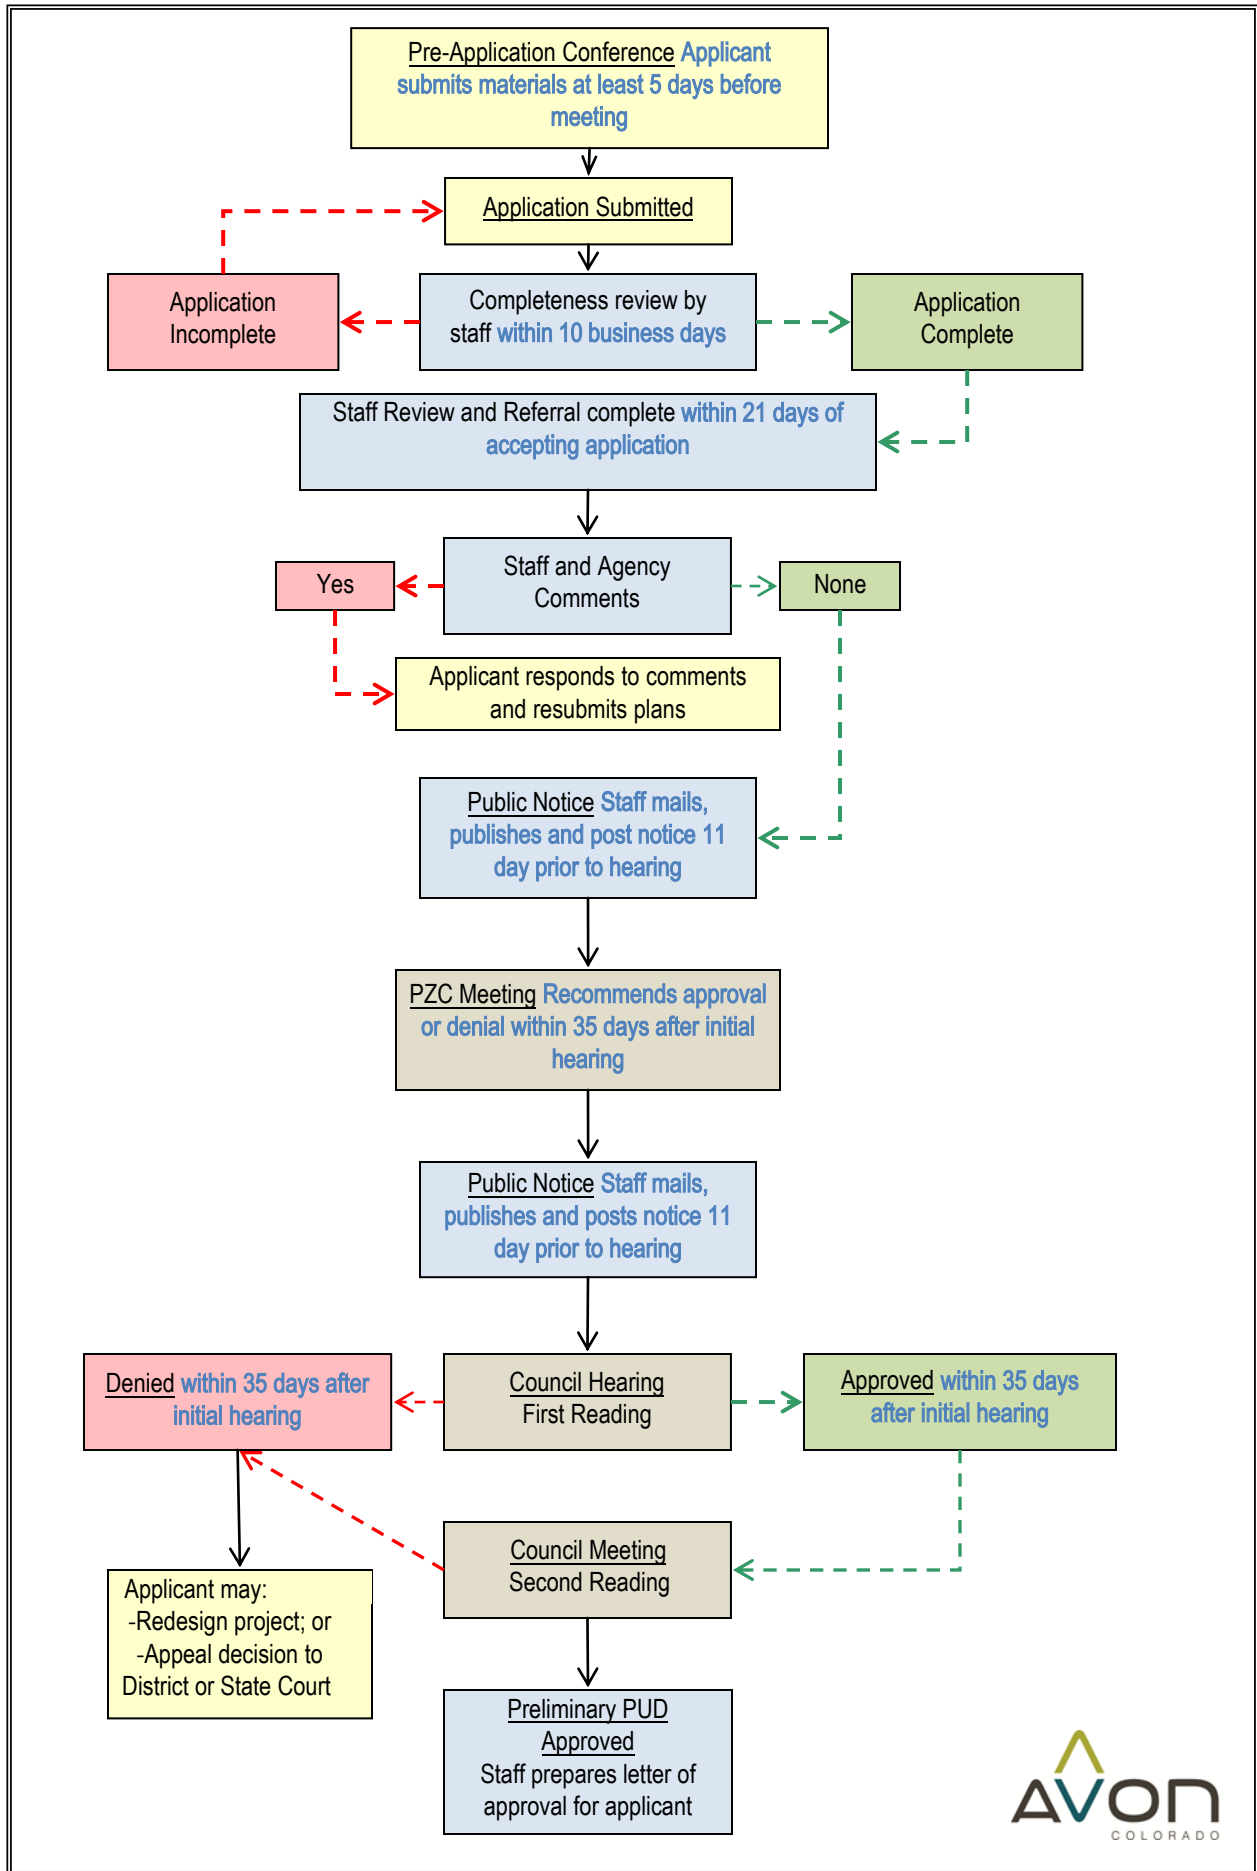 Pre-Application Conference Applicant
submits materials at least 5 days before
meeting
Application Submitted
Application
Incomplete
Completeness review by
staff within 10 business days
Application
Complete
Staff Review and Referral complete within 21 days of
accepting application
Yes
Staff and Agency
Comments
None
Applicant responds to comments
and resubmits plans
Public Notice Staff mails,
publishes and post notice 11
day prior to hearing
PZC Meeting Recommends approval
or denial within 35 days after initial
hearing
Public Notice Staff mails,
publishes and posts notice 11
day prior to hearing
Denied within 35 days after
initial hearing
Council Hearing
First Reading
Approved within 35 days
after initial hearing
Council Meeting
Second Reading
Applicant may:
-Redesign project; or
-Appeal decision to
District or State Court
Preliminary PUD
Approved
Staff prepares letter of
approval for applicant
AVON
COLORADO